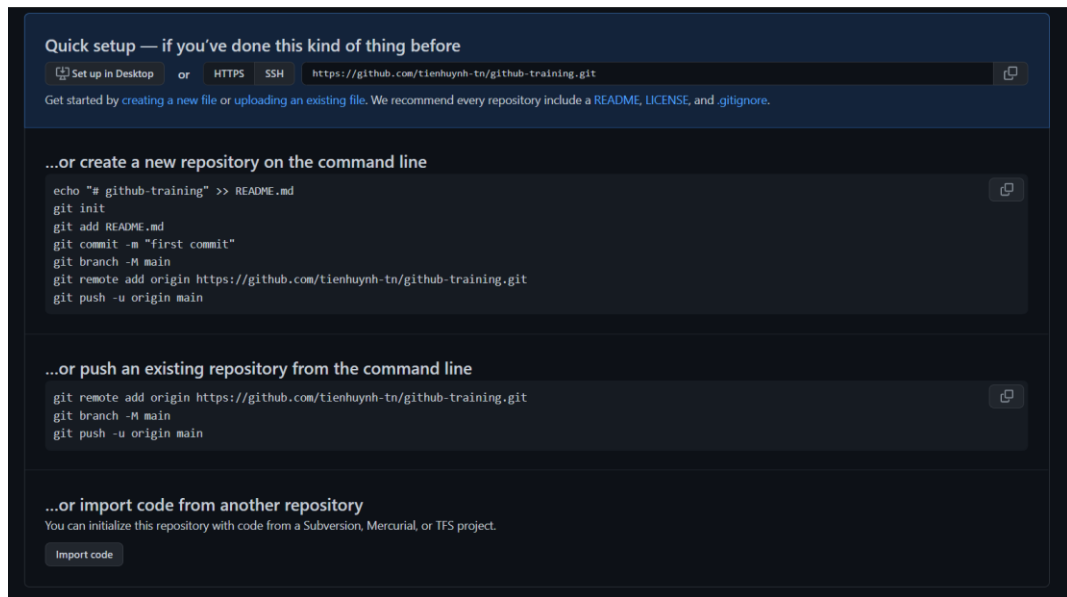 Quick setup — if you’ve done this kind of thing before
Set up in Desktop or HTTPS SSH https://github.com/tienhuynh-tn/github-training.git
Get started by creating a new file or uploading an existing file. We recommend every repository include a README, LICENSE, and .gitignore.
...or create a new repository on the command line
echo "# github-training" >> README.md
git init
git add README.md
git commit -m "first commit"
git branch -M main
git remote add origin https://github.com/tienhuynh-tn/github-training.git
git push -u origin main
...or push an existing repository from the command line
git remote add origin https://github.com/tienhuynh-tn/github-training.git
git branch -M main
git push -u origin main
...or import code from another repository
You can initialize this repository with code from a Subversion, Mercurial, or TFS project.
Import code